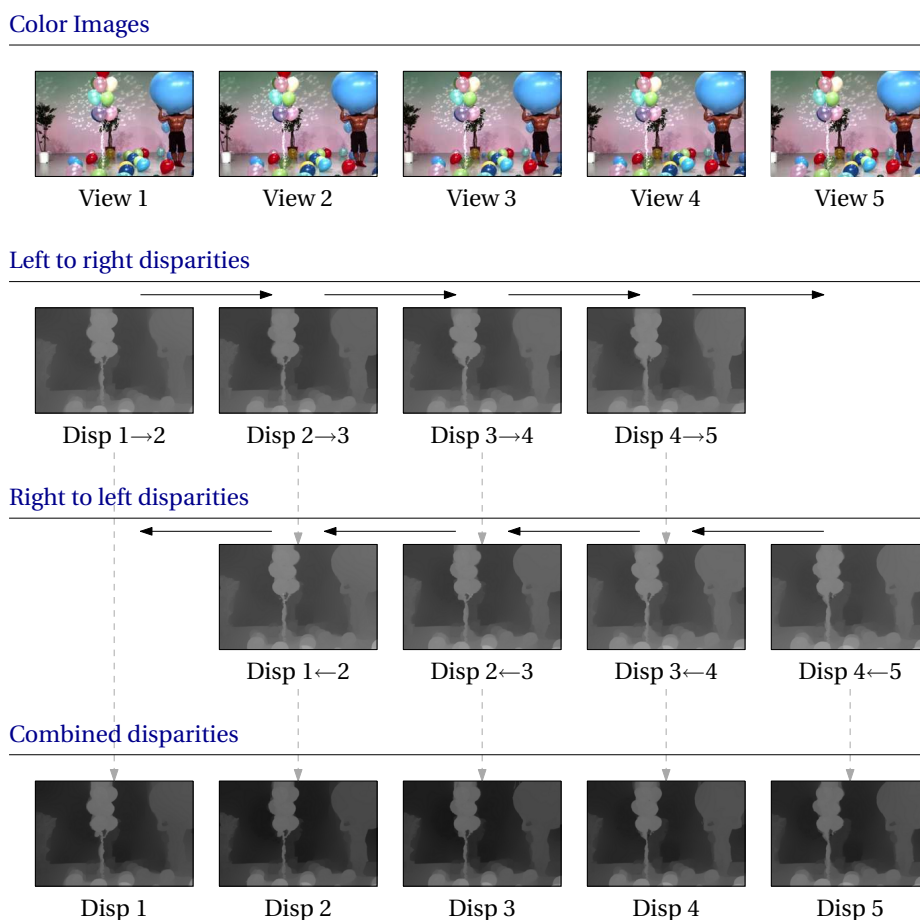 Color Images
View 1 View 2 View 3 View 4 View 5
Left to right disparities
Disp 1→2 Disp 2→3 Disp 3→4 Disp 4→5
Right to left disparities
Disp 1←2 Disp 2←3 Disp 3←4 Disp 4←5
Combined disparities
Disp 1 Disp 2 Disp 3 Disp 4 Disp 5